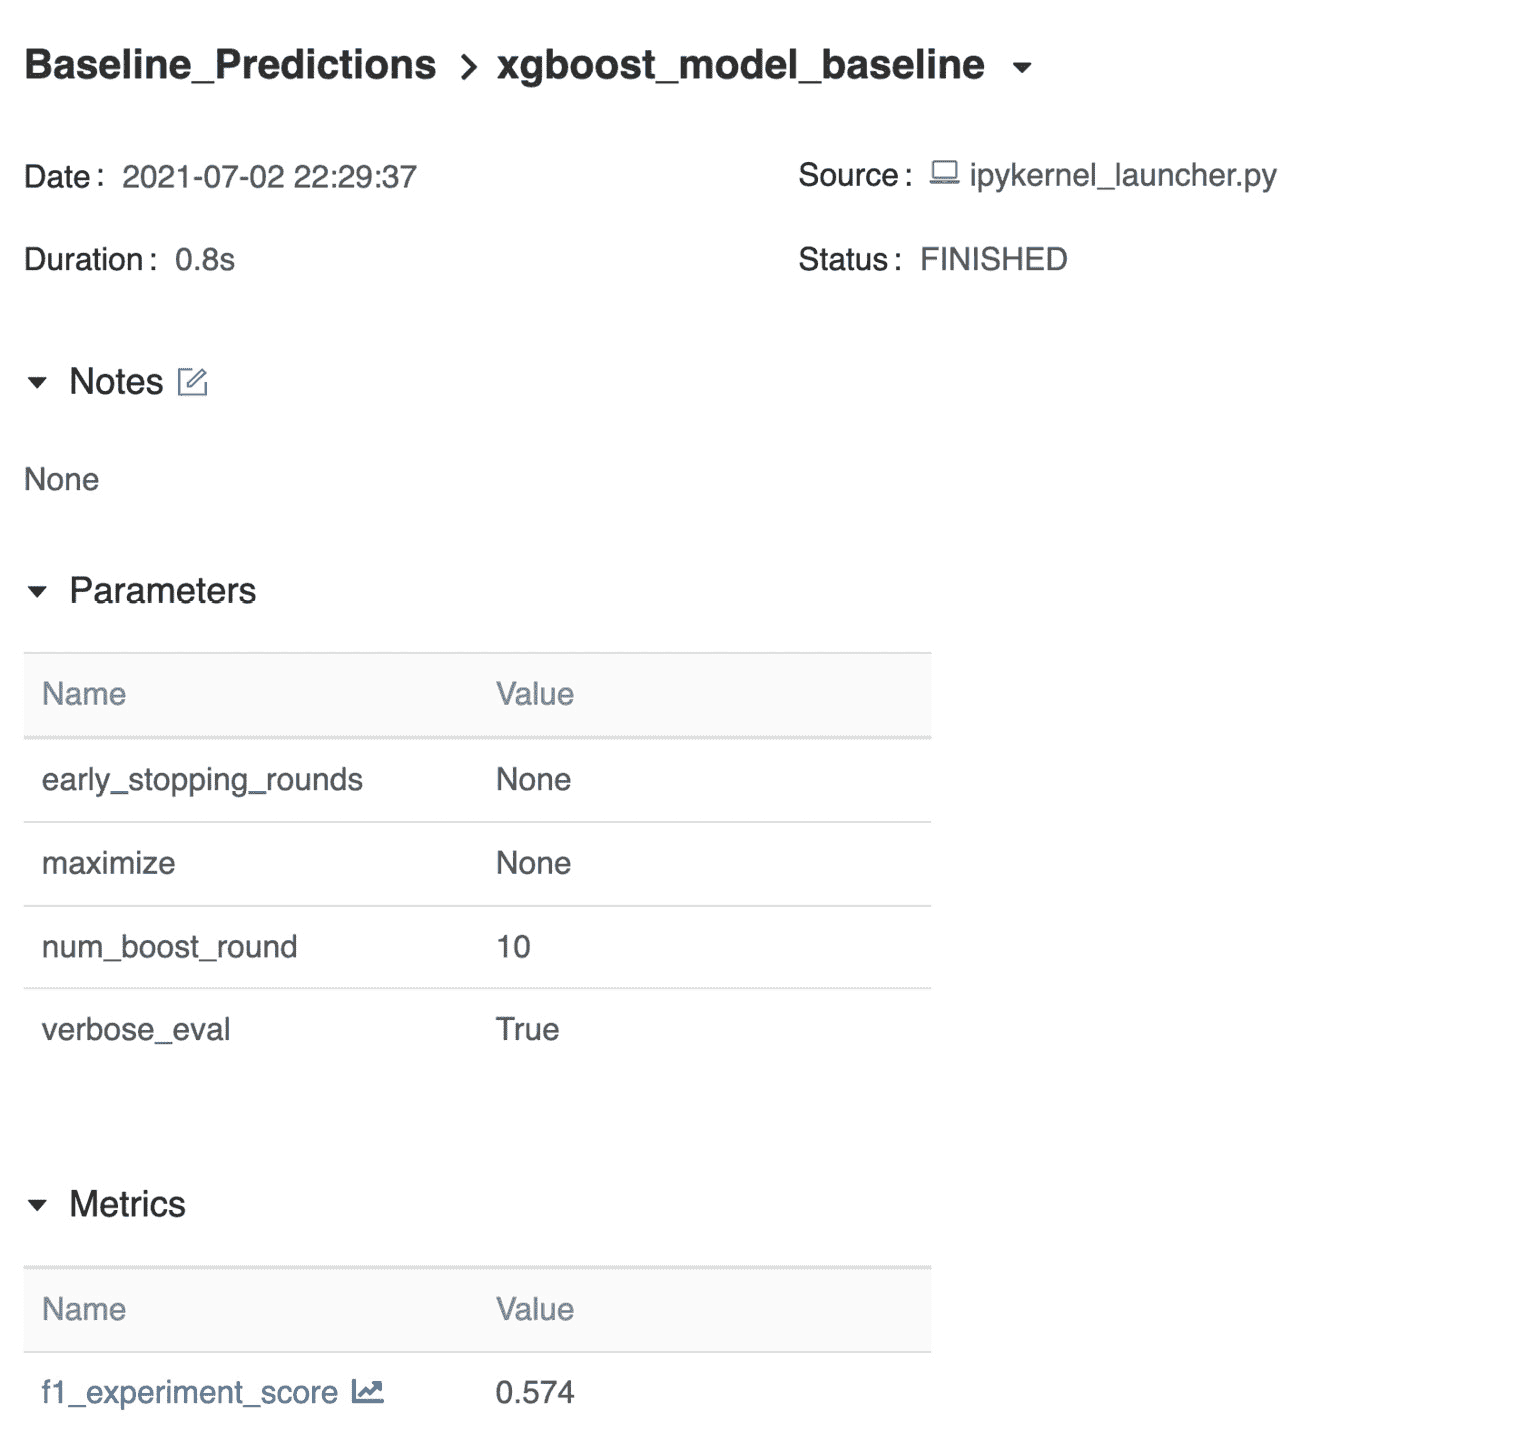 Baseline_Predictions > xgboost_model_baseline
Date: 2021-07-02 22:29:37
Source: ipykernel_launcher.py
Duration: 0.8s
Status: FINISHED
Notes
None
Parameters
Name Value
early_stopping_rounds None
maximize None
num_boost_round 10
verbose_eval True
Metrics
Name Value
f1_experiment_score 0.574